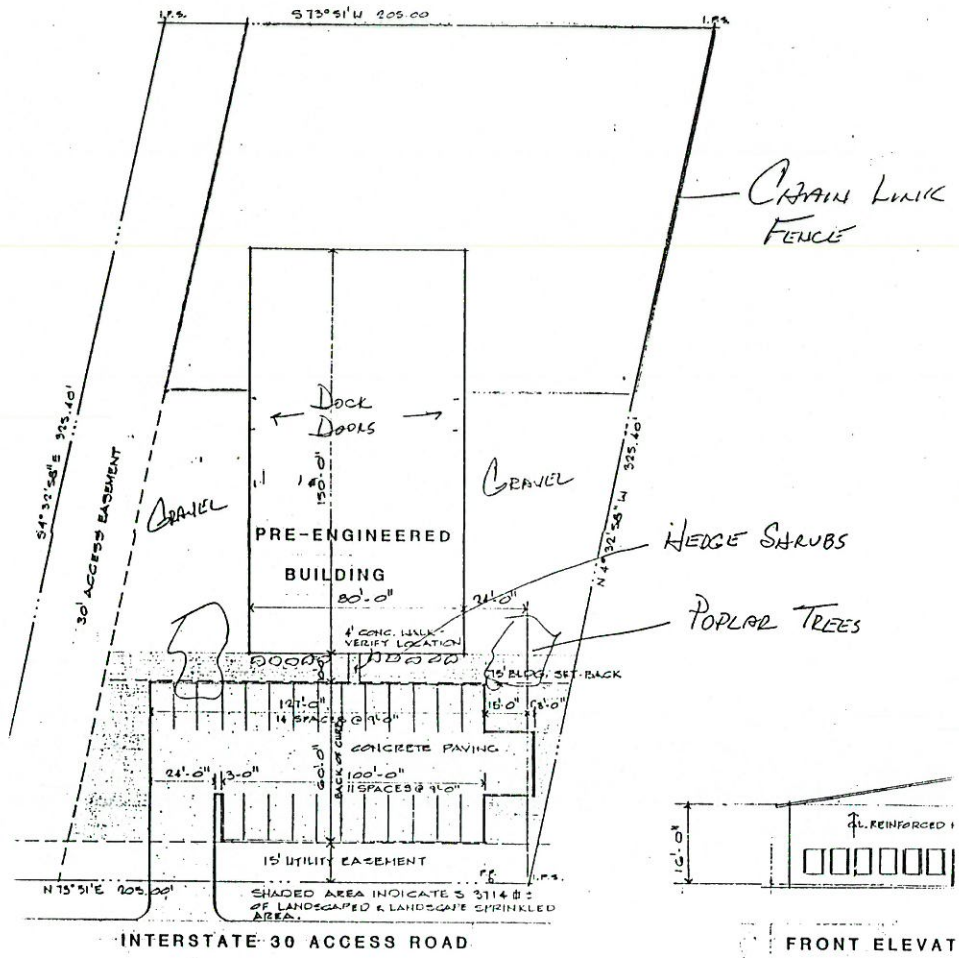 I.P.S.
S 73°51' W 205.00
I.P.S.
CHAIN LINK
FENCE
DOCK
DOORS
S 4°32'58" E 325.40'
30' ACCESS EASEMENT
GRAVEL
150'-0"
GRAVEL
N 4°32'58" W 325.40'
PRE-ENGINEERED
BUILDING
80'-0"
24'-0"
HEDGE SHRUBS
POPLAR TREES
4' CONC. WALK -
VERIFY LOCATION
75' BLDG. SET-BACK
127'-0"
14 SPACES @ 9'-0"
CONCRETE PAVING
60'-0"
BACK OF CURB
24'-0"
3'-0"
100'-0"
11 SPACES @ 9'-0"
15' UTILITY EASEMENT
16'-0"
REINFORCED
N 73°51' E 205.00'
I.P.S.
SHADED AREA INDICATES 3714
OF LANDSCAPED & LANDSCAPE SPRINKLED
AREA.
INTERSTATE 30 ACCESS ROAD
FRONT ELEVAT